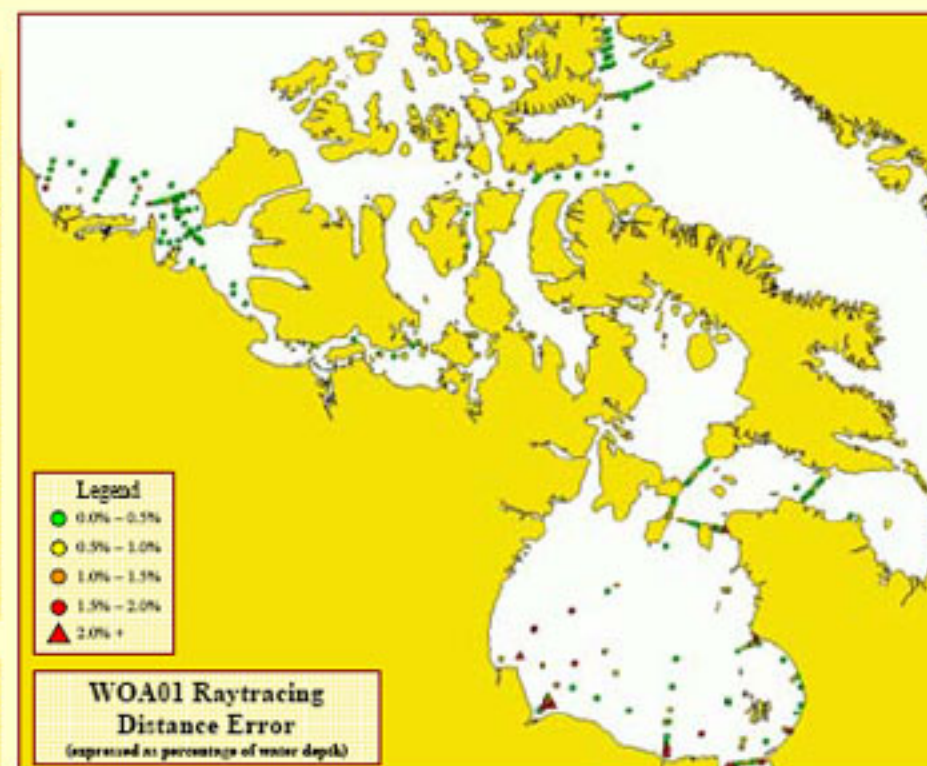 Legend
0.0% – 0.5%
0.5% – 1.0%
1.0% – 1.5%
1.5% – 2.0%
2.0% +
WOA01 Raytracing
Distance Error
(expressed as percentage of water depth)